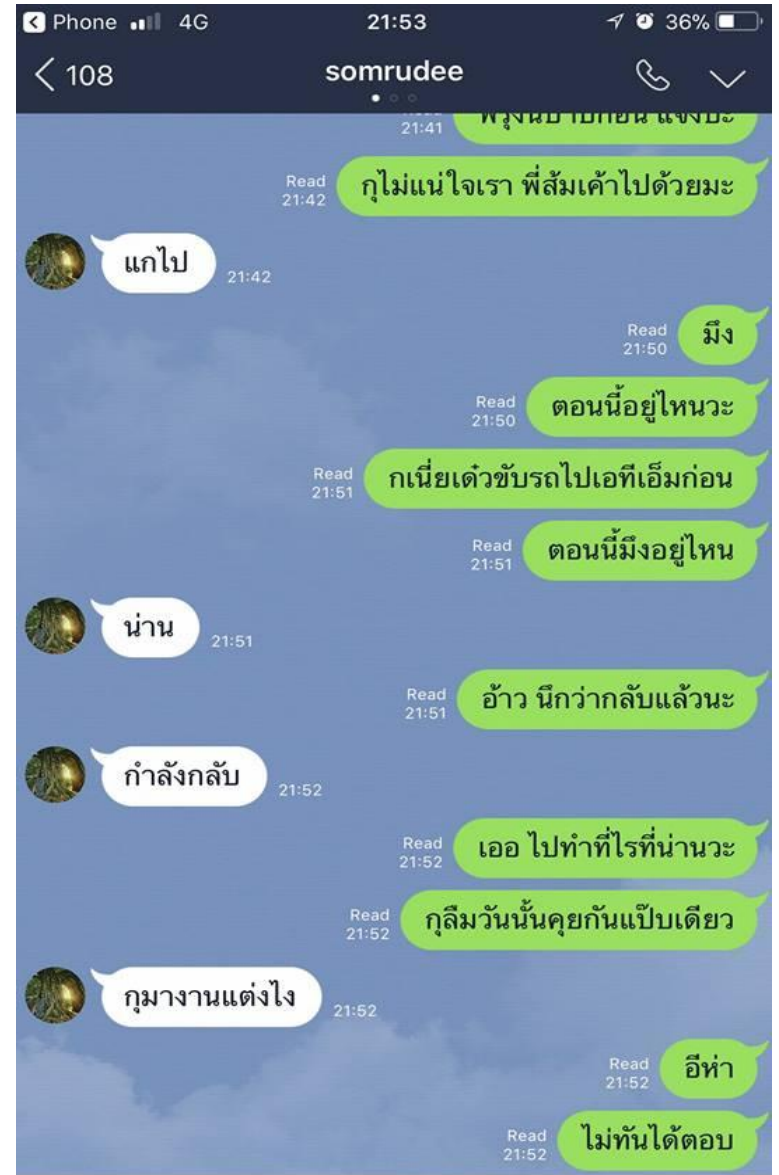 Phone 4G 21:53 36%
108 somrudee
21:41
Read
21:42
กุไม่แน่ใจเรา พี่ส้มเค้าไปด้วยมะ
แกไป
21:42
Read
21:50
มึง
Read
21:50
ตอนนี้อยู่ไหนวะ
Read
21:51
กเนี่ยเด๋วขับรถไปเอทีเอ็มก่อน
Read
21:51
ตอนนี้มึงอยู่ไหน
น่าน
21:51
Read
21:51
อ้าว นึกว่ากลับแล้วนะ
กำลังกลับ
21:52
Read
21:52
เออ ไปทำที่ไรที่น่านวะ
Read
21:52
กุลืมวันนั้นคุยกันแป๊บเดียว
กุมางานแต่งไง
21:52
Read
21:52
อีห่า
Read
21:52
ไม่ทันได้ตอบ